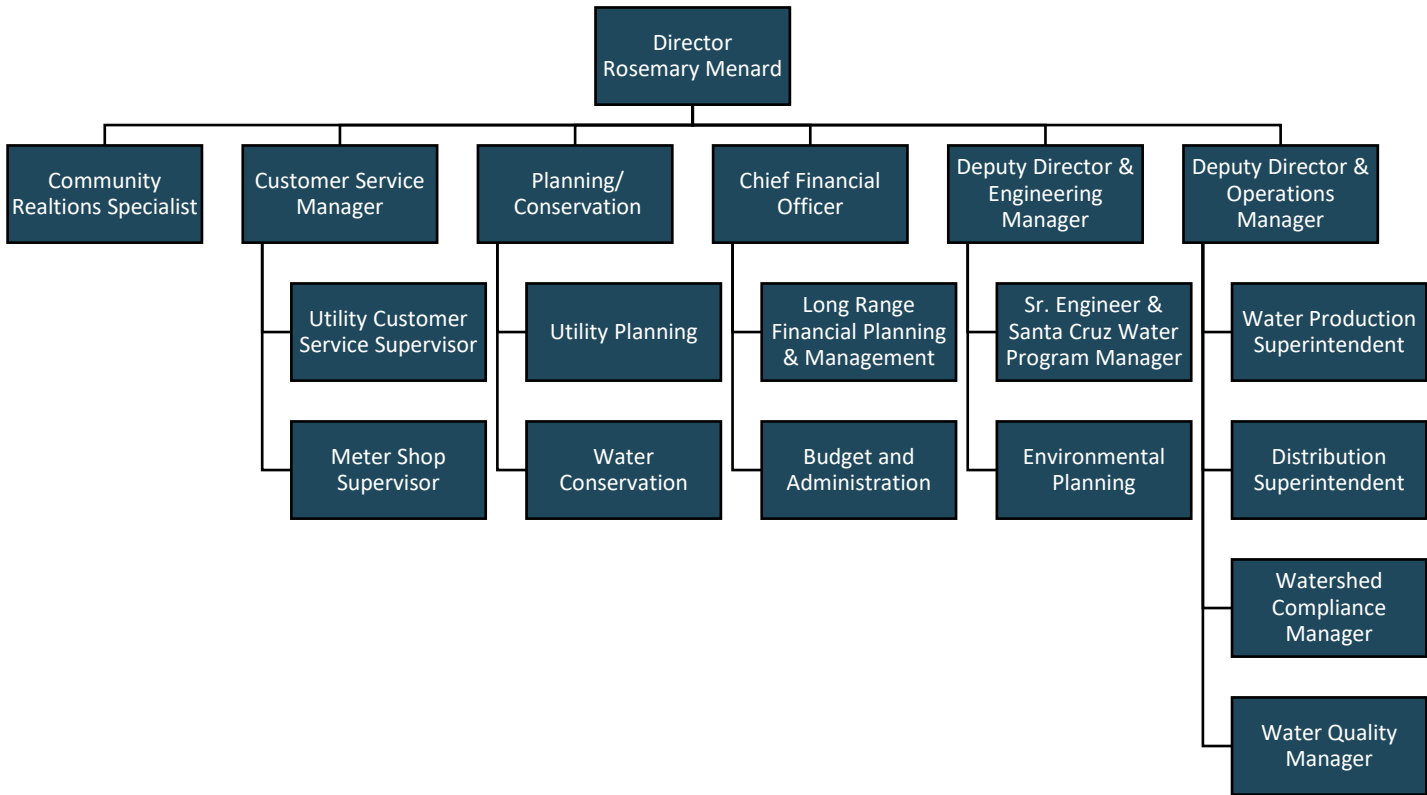 Director
Rosemary Menard
Community
Realtions Specialist
Customer Service
Manager
Planning/
Conservation
Chief Financial
Officer
Deputy Director &
Engineering
Manager
Deputy Director &
Operations
Manager
Utility Customer
Service Supervisor
Utility Planning
Long Range
Financial Planning
& Management
Sr. Engineer &
Santa Cruz Water
Program Manager
Water Production
Superintendent
Meter Shop
Supervisor
Water
Conservation
Budget and
Administration
Environmental
Planning
Distribution
Superintendent
Watershed
Compliance
Manager
Water Quality
Manager